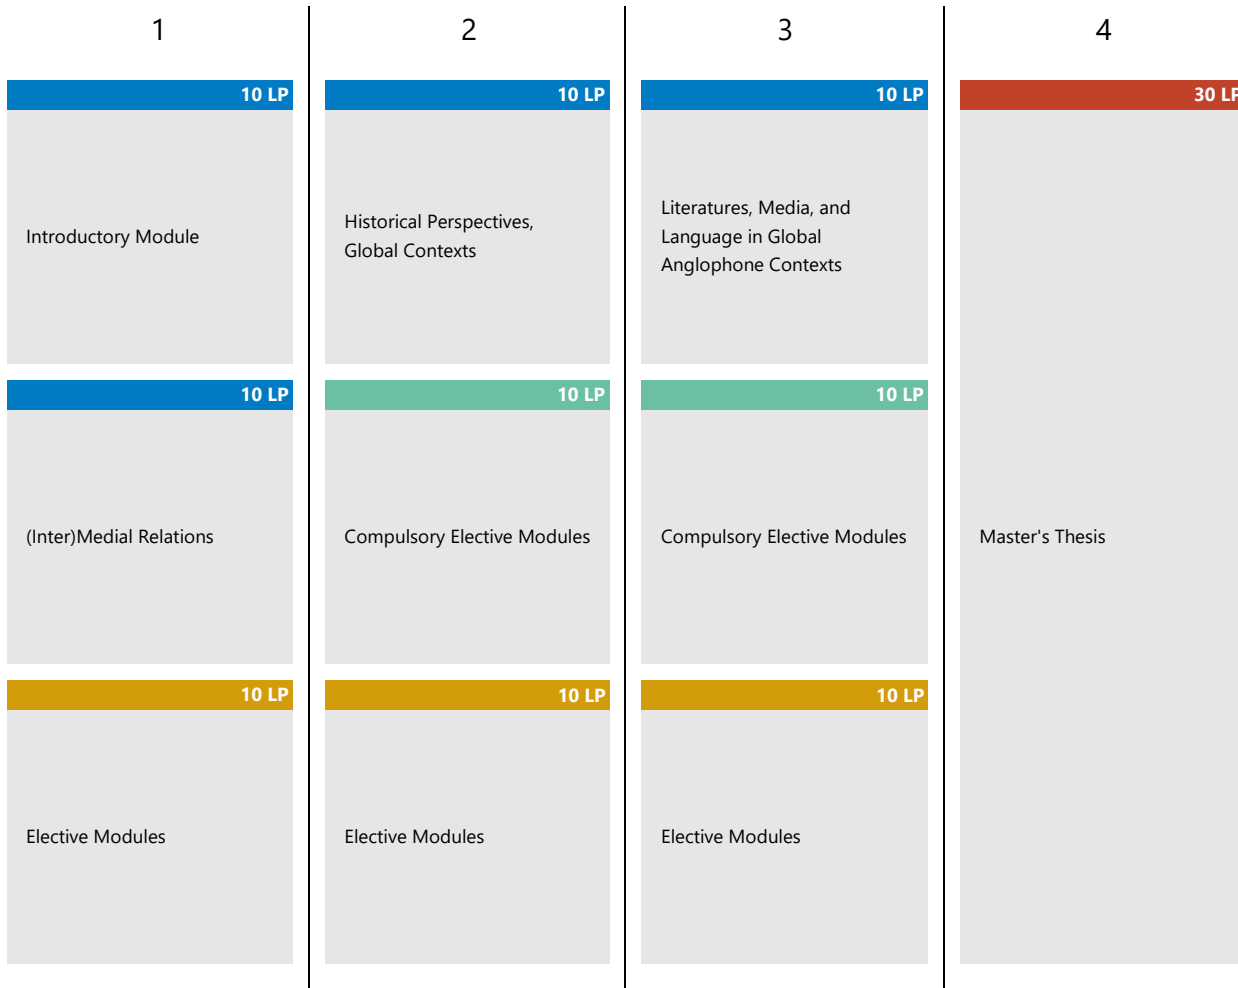 1
2
3
4
10 LP
10 LP
10 LP
30 LP
Introductory Module
Historical Perspectives,
Global Contexts
Literatures, Media, and
Language in Global
Anglophone Contexts
10 LP
10 LP
10 LP
(Inter)Medial Relations
Compulsory Elective Modules
Compulsory Elective Modules
Master's Thesis
10 LP
10 LP
10 LP
Elective Modules
Elective Modules
Elective Modules